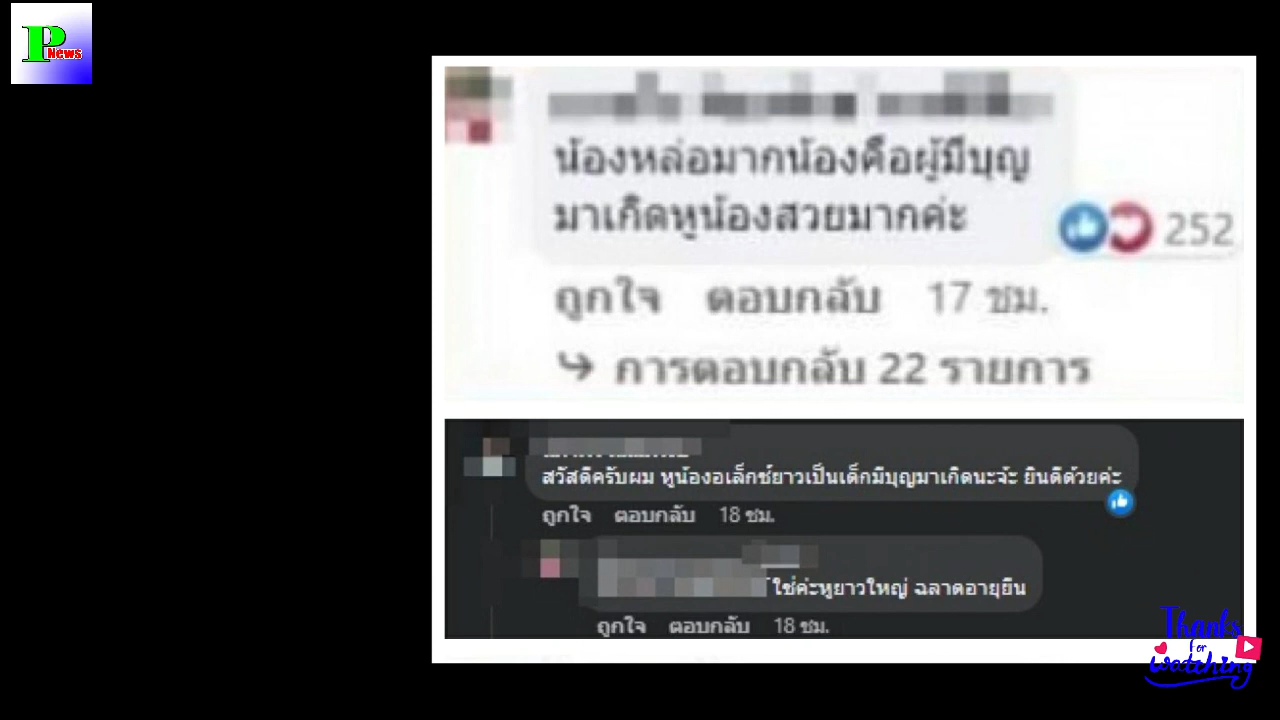 P
News
น้องหล่อมากน้องคือผู้มีบุญ
มาเกิดหูน้องสวยมากค่ะ
252
ถูกใจ ตอบกลับ 17 ชม.
การตอบกลับ 22 รายการ
สวัสดีครับผม หูน้องอเล็กซ์ยาวเป็นเด็กมีบุญมาเกิดนะจ้ะ ยินดีด้วยค่ะ
ถูกใจ ตอบกลับ 18 ชม.
ใช่ค่ะหูยาวใหญ่ ฉลาดอายุยืน
ถูกใจ ตอบกลับ 18 ชม.
Thanks
for
watching